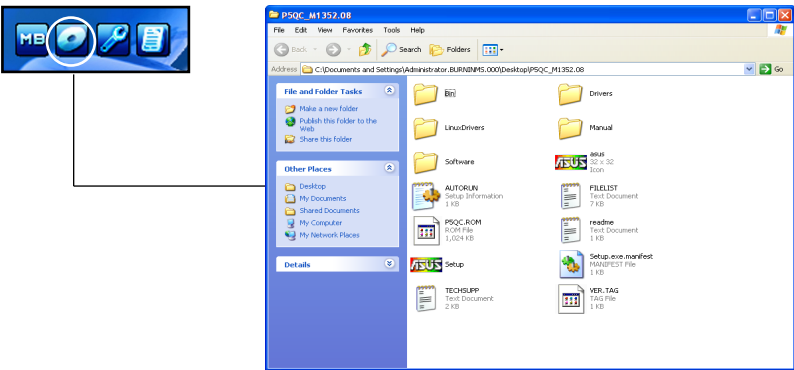 MB
P5QC_M1352.08
File Edit View Favorites Tools Help
Back Search Folders
Address C:\Documents and Settings\Administrator.BURNINMS.000\Desktop\P5QC_M1352.08 Go
File and Folder Tasks
Make a new folder
Publish this folder to the
Web
Share this folder
Other Places
Desktop
My Documents
Shared Documents
My Computer
My Network Places
Details
Bin
Drivers
LinuxDrivers
Manual
Software
ASUS
asus
32 x 32
Icon
AUTORUN
Setup Information
1 KB
FILELIST
Text Document
7 KB
P5QC.ROM
ROM File
1,024 KB
readme
Text Document
1 KB
ASUS
Setup
Setup.exe.manifest
MANIFEST File
1 KB
TECHSUPP
Text Document
2 KB
VER.TAG
TAG File
1 KB